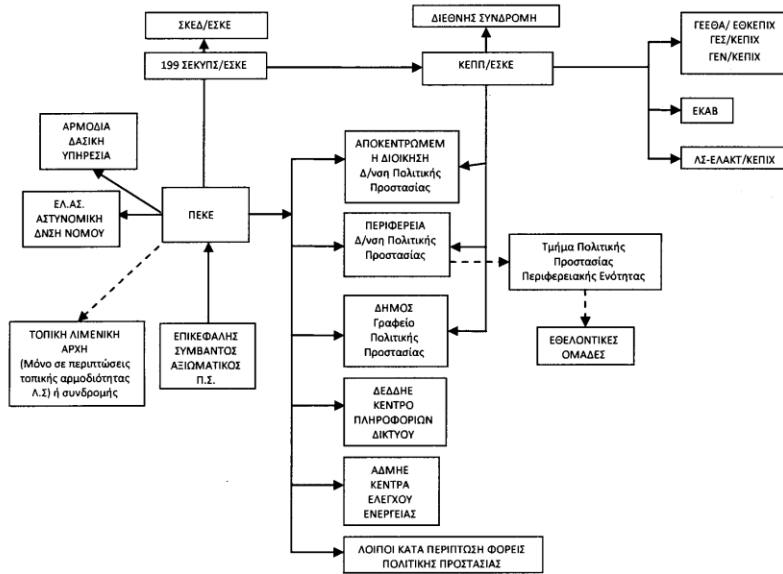 ΣΚΕΔ/ΕΣΚΕ
ΔΙΕΘΝΗΣ ΣΥΝΔΡΟΜΗ
ΓΕΕΘΑ/ ΕΘΚΕΠΙΧ
ΓΕΣ/ΚΕΠΙΧ
ΓΕΝ/ΚΕΠΙΧ
199 ΣΕΚΥΠΣ/ΕΣΚΕ
ΚΕΠΠ/ΕΣΚΕ
ΕΚΑΒ
ΛΣ-ΕΛΑΚΤ/ΚΕΠΙΧ
ΑΡΜΟΔΙΑ
ΔΑΣΙΚΗ
ΥΠΗΡΕΣΙΑ
ΑΠΟΚΕΝΤΡΩΜΕΜ
Η ΔΙΟΙΚΗΣΗ
Δ/νση Πολιτικής
Προστασίας
ΕΛ.ΑΣ.
ΑΣΤΥΝΟΜΙΚΗ
ΔΝΣΗ ΝΟΜΟΥ
ΠΕΚΕ
ΠΕΡΙΦΕΡΕΙΑ
Δ/νση Πολιτικής
Προστασίας
Τμήμα Πολιτικής
Προστασίας
Περιφερειακής Ενότητας
ΤΟΠΙΚΗ ΛΙΜΕΝΙΚΗ
ΑΡΧΗ
(Μόνο σε περιπτώσεις
τοπικής αρμοδιότητας
Λ.Σ) ή συνδρομής
ΕΠΙΚΕΦΑΛΗΣ
ΣΥΜΒΑΝΤΟΣ
ΑΞΙΩΜΑΤΙΚΟΣ
Π.Σ.
ΔΗΜΟΣ
Γραφείο
Πολιτικής
Προστασίας
ΕΘΕΛΟΝΤΙΚΕΣ
ΟΜΑΔΕΣ
ΔΕΔΔΗΕ
ΚΕΝΤΡΟ
ΠΛΗΡΟΦΟΡΙΩΝ
ΔΙΚΤΥΟΥ
ΑΔΜΗΕ
ΚΕΝΤΡΑ
ΕΛΕΓΧΟΥ
ΕΝΕΡΓΕΙΑΣ
ΛΟΙΠΟΙ ΚΑΤΑ ΠΕΡΙΠΤΩΣΗ ΦΟΡΕΙΣ
ΠΟΛΙΤΙΚΗΣ ΠΡΟΣΤΑΣΙΑΣ